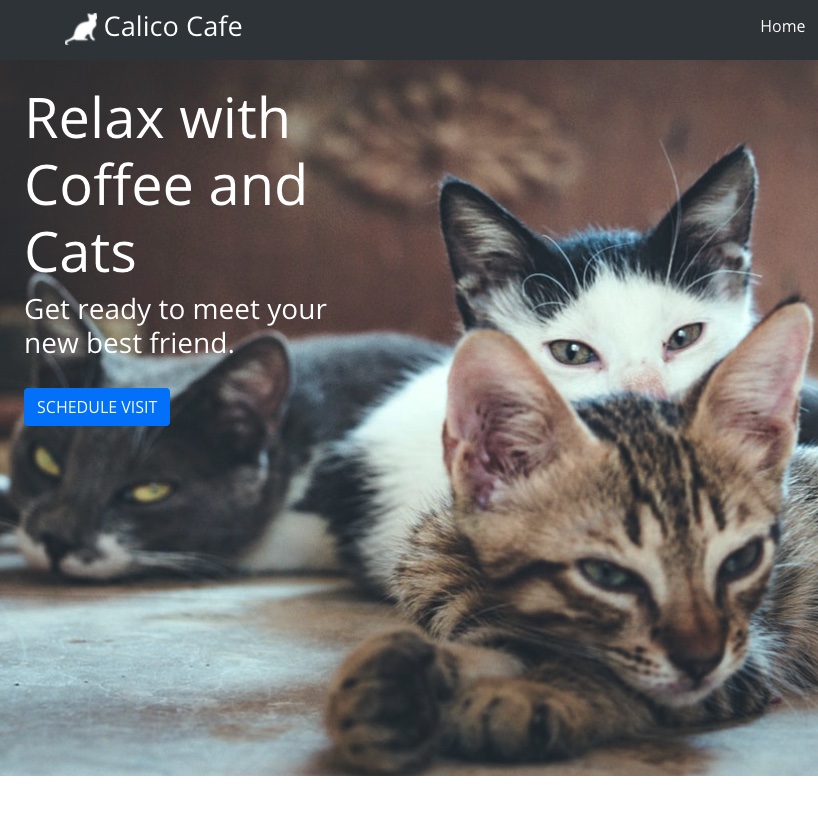 Calico Cafe
Home
Relax with
Coffee and
Cats
Get ready to meet your
new best friend.
SCHEDULE VISIT